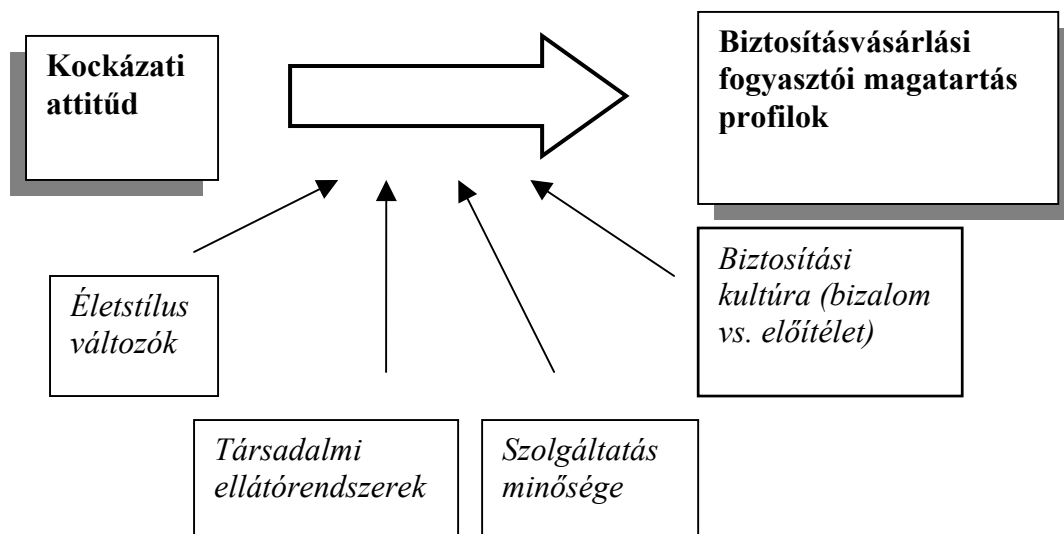 Kockázati
attitűd
Biztosításvásárlási
fogyasztói magatartás
profilok
Életstílus
változók
Társadalmi
ellátórendszerek
Szolgáltatás
minősége
Biztosítási
kultúra (bizalom
vs. előítélet)